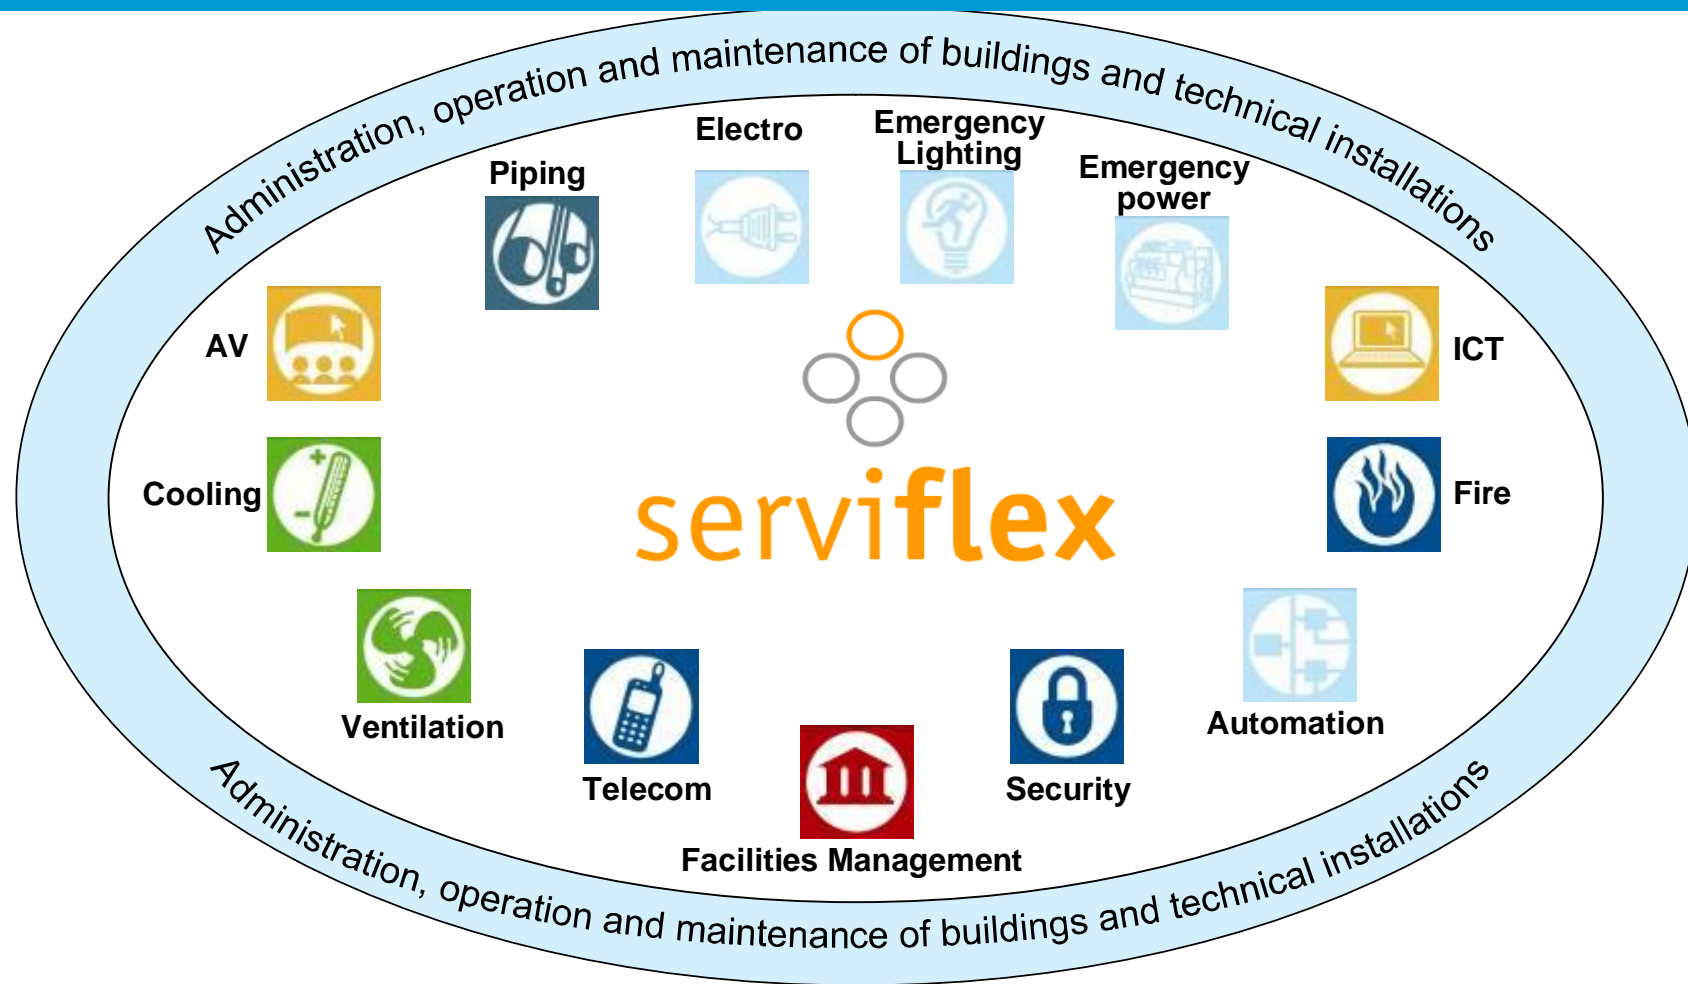 Administration, operation and maintenance of buildings and technical installations
Electro
Emergency
Lighting
Piping
Emergency
power
AV
ICT
Cooling
Fire
serviflex
Ventilation
Automation
Telecom
Security
Facilities Management
Administration, operation and maintenance of buildings and technical installations